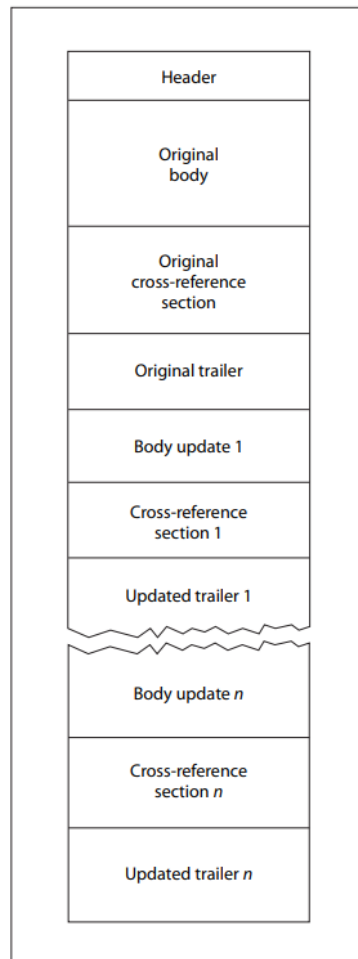 Header
Original
body
Original
cross-reference
section
Original trailer
Body update 1
Cross-reference
section 1
Updated trailer 1
Body update n
Cross-reference
section n
Updated trailer n